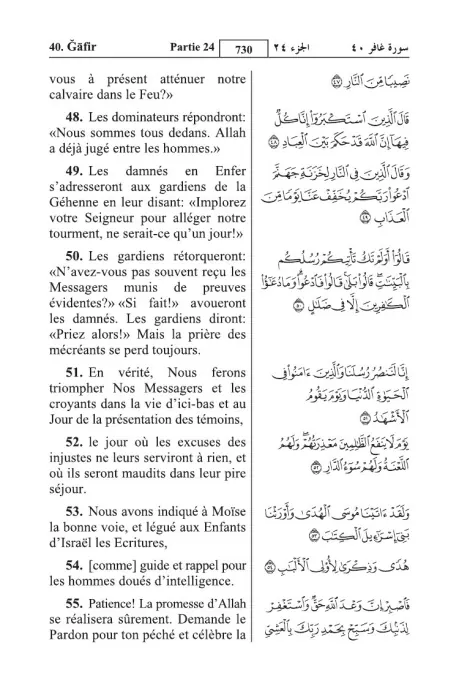 40. Ğāfir Partie 24 730 الجزء ٢٤ سورة غافر ٤٠
vous à présent atténuer notre
calvaire dans le Feu?»
48. Les dominateurs répondront:
«Nous sommes tous dedans. Allah
a déjà jugé entre les hommes.»
49. Les damnés en Enfer
s’adresseront aux gardiens de la
Géhenne en leur disant: «Implorez
votre Seigneur pour alléger notre
tourment, ne serait-ce qu’un jour!»
50. Les gardiens rétorqueront:
«N’avez-vous pas souvent reçu les
Messagers munis de preuves
évidentes?» «Si fait!» avoueront
les damnés. Les gardiens diront:
«Priez alors!» Mais la prière des
mécréants se perd toujours.
51. En vérité, Nous ferons
triompher Nos Messagers et les
croyants dans la vie d’ici-bas et au
Jour de la présentation des témoins,
52. le jour où les excuses des
injustes ne leurs serviront à rien, et
où ils seront maudits dans leur pire
séjour.
53. Nous avons indiqué à Moïse
la bonne voie, et légué aux Enfants
d’Israël les Ecritures,
54. [comme] guide et rappel pour
les hommes doués d’intelligence.
55. Patience! La promesse d’Allah
se réalisera sûrement. Demande le
Pardon pour ton péché et célèbre la
نَصِيبًا مِّنَ ٱلنَّارِ ٤٧
قَالَ ٱلَّذِينَ ٱسْتَكْبَرُوٓاْ إِنَّا كُلٌّ
فِيهَآ إِنَّ ٱللَّهَ قَدْ حَكَمَ بَيْنَ ٱلْعِبَادِ ٤٨
وَقَالَ ٱلَّذِينَ فِى ٱلنَّارِ لِخَزَنَةِ جَهَنَّمَ
ٱدْعُواْ رَبَّكُمْ يُخَفِّفْ عَنَّا يَوْمًا مِّنَ
ٱلْعَذَابِ ٤٩
قَالُوٓاْ أَوَلَمْ تَكُ تَأْتِيكُمْ رُسُلُكُم
بِٱلْبَيِّنَٰتِ ۖ قَالُواْ بَلَىٰ ۚ قَالُواْ فَٱدْعُواْ ۗ وَمَا دُعَٰٓؤُاْ
ٱلْكَٰفِرِينَ إِلَّا فِى ضَلَٰلٍ ٥٠
إِنَّا لَنَنصُرُ رُسُلَنَا وَٱلَّذِينَ ءَامَنُواْ فِى
ٱلْحَيَوٰةِ ٱلدُّنْيَا وَيَوْمَ يَقُومُ
ٱلْأَشْهَٰدُ ٥١
يَوْمَ لَا يَنفَعُ ٱلظَّٰلِمِينَ مَعْذِرَتُهُمْ ۖ وَلَهُمُ
ٱللَّعْنَةُ وَلَهُمْ سُوٓءُ ٱلدَّارِ ٥٢
وَلَقَدْ ءَاتَيْنَا مُوسَى ٱلْهُدَىٰ وَأَوْرَثْنَا
بَنِىٓ إِسْرَٰٓءِيلَ ٱلْكِتَٰبَ ٥٣
هُدًى وَذِكْرَىٰ لِأُوْلِى ٱلْأَلْبَٰبِ ٥٤
فَٱصْبِرْ إِنَّ وَعْدَ ٱللَّهِ حَقٌّ وَٱسْتَغْفِرْ
لِذَنۢبِكَ وَسَبِّحْ بِحَمْدِ رَبِّكَ بِٱلْعَشِىِّ